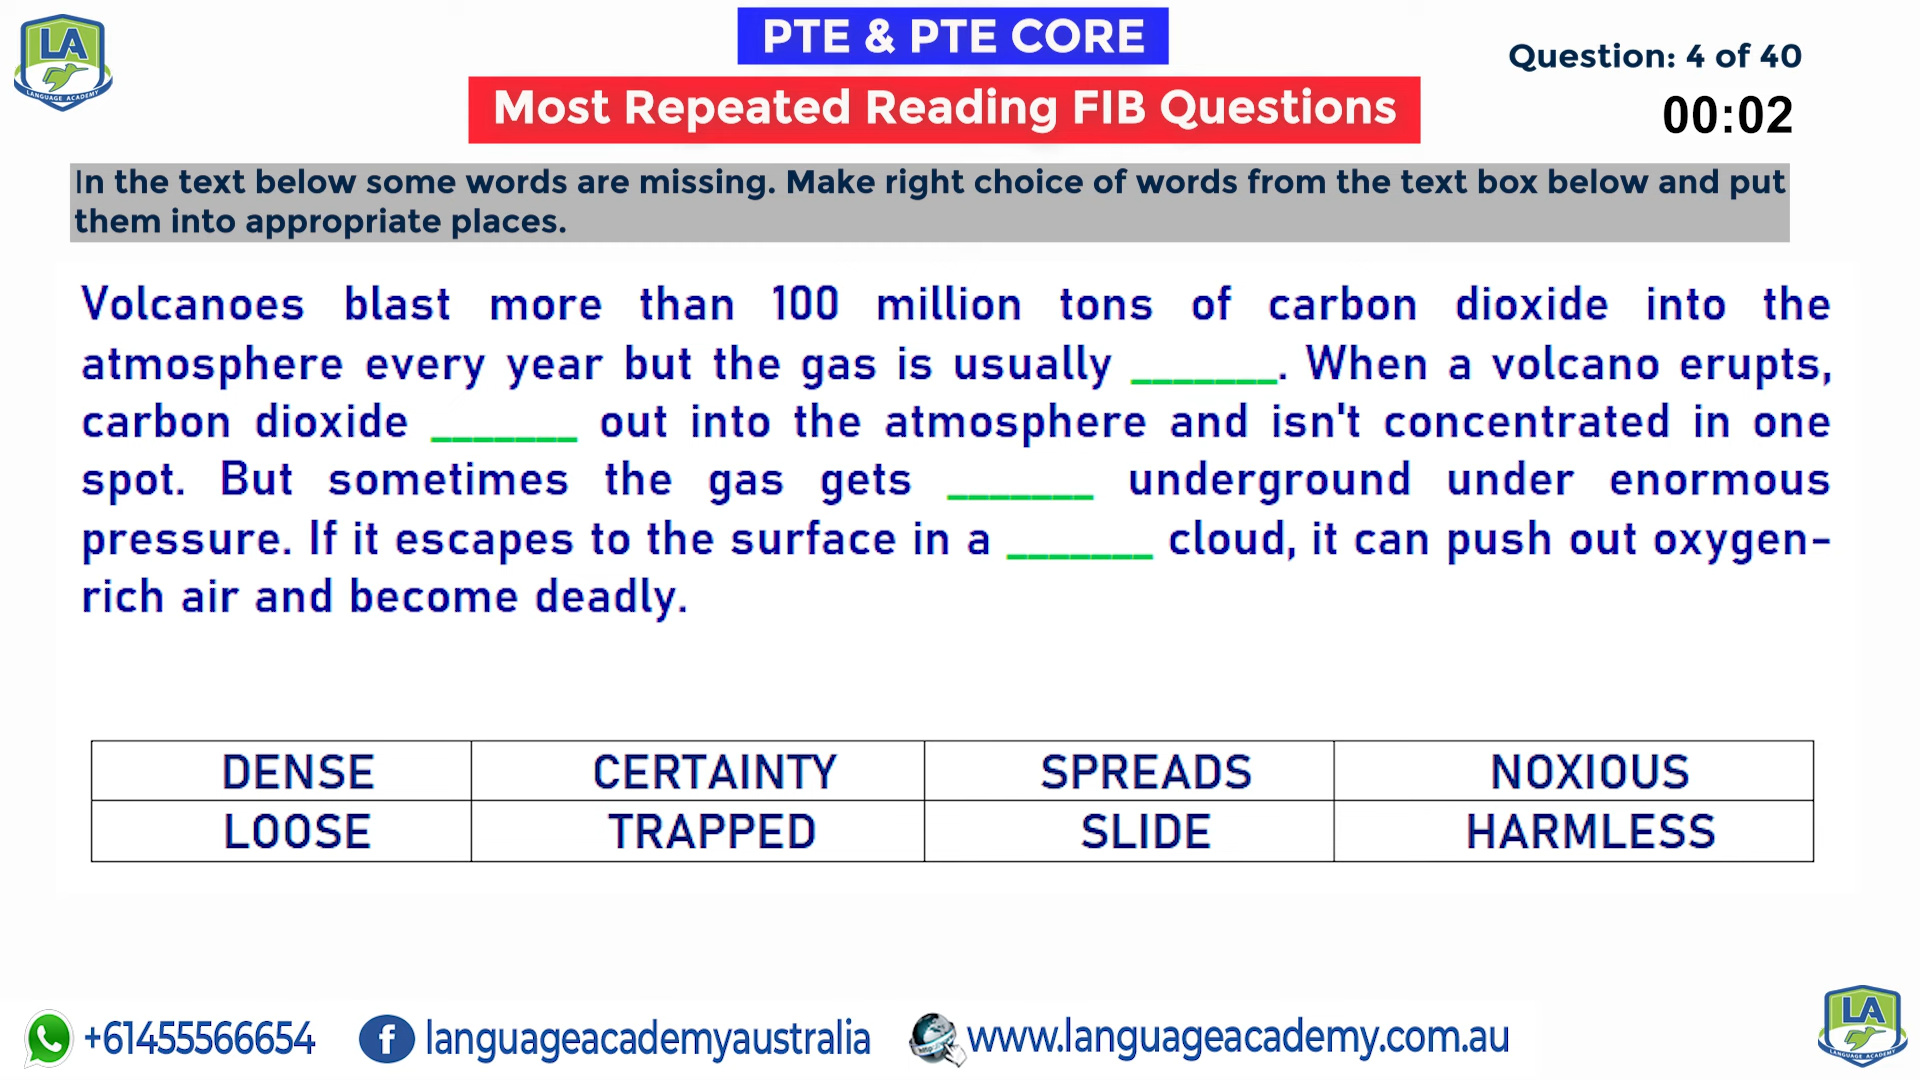 LA
LANGUAGE ACADEMY
PTE & PTE CORE
Question: 4 of 40
Most Repeated Reading FIB Questions
00:02
In the text below some words are missing. Make right choice of words from the text box below and put
them into appropriate places.
Volcanoes blast more than 100 million tons of carbon dioxide into the
atmosphere every year but the gas is usually _______. When a volcano erupts,
carbon dioxide _______ out into the atmosphere and isn't concentrated in one
spot. But sometimes the gas gets _______ underground under enormous
pressure. If it escapes to the surface in a _______ cloud, it can push out oxygen-
rich air and become deadly.
DENSE CERTAINTY SPREADS NOXIOUS
LOOSE TRAPPED SLIDE HARMLESS
+61455566654 f languageacademyaustralia www.languageacademy.com.au
LA
LANGUAGE ACADEMY